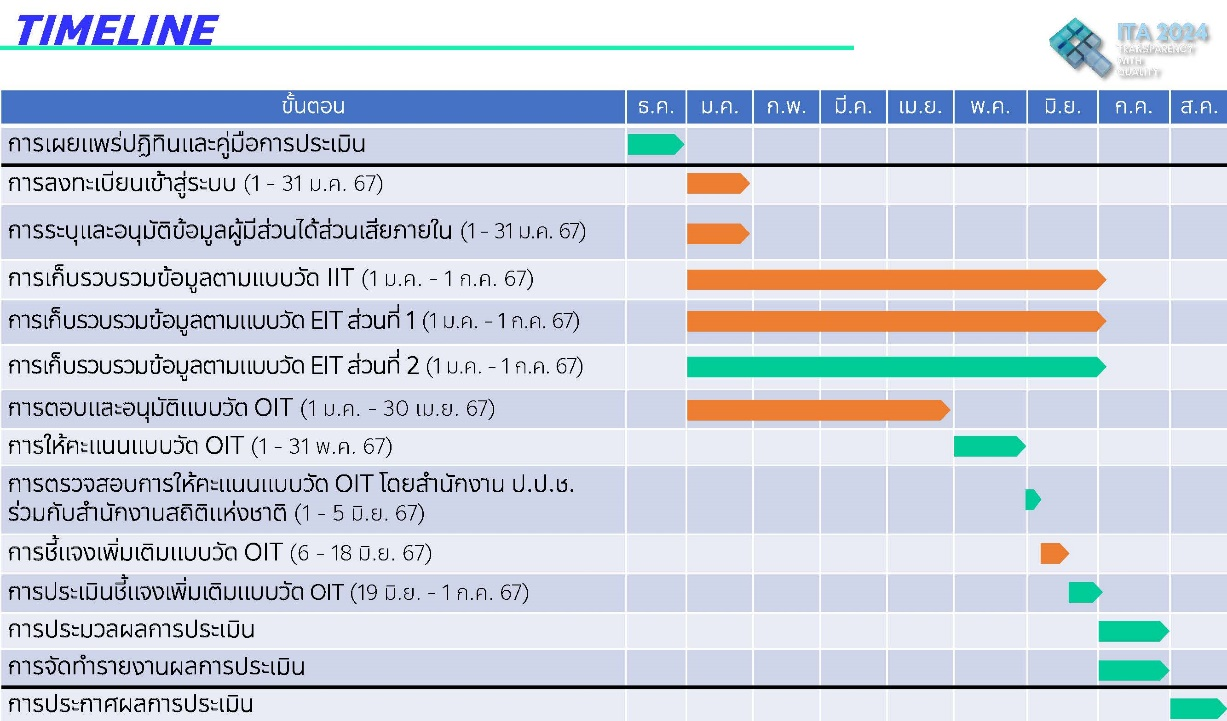 TIMELINE
ITA 2024
TRANSPARENCY
WITH
QUALITY
ขั้นตอน ธ.ค. ม.ค. ก.พ. มี.ค. เม.ย. พ.ค. มิ.ย. ก.ค. ส.ค.
การเผยแพร่ปฏิทินและคู่มือการประเมิน
การลงทะเบียนเข้าสู่ระบบ (1 - 31 ม.ค. 67)
การระบุและอนุมัติข้อมูลผู้มีส่วนได้ส่วนเสียภายใน (1 - 31 ม.ค. 67)
การเก็บรวบรวมข้อมูลตามแบบวัด IIT (1 ม.ค. - 1 ก.ค. 67)
การเก็บรวบรวมข้อมูลตามแบบวัด EIT ส่วนที่ 1 (1 ม.ค. - 1 ก.ค. 67)
การเก็บรวบรวมข้อมูลตามแบบวัด EIT ส่วนที่ 2 (1 ม.ค. - 1 ก.ค. 67)
การตอบและอนุมัติแบบวัด OIT (1 ม.ค. - 30 เม.ย. 67)
การให้คะแนนแบบวัด OIT (1 - 31 พ.ค. 67)
การตรวจสอบการให้คะแนนแบบวัด OIT โดยสำนักงาน ป.ป.ช.
ร่วมกับสำนักงานสถิติแห่งชาติ (1 - 5 มิ.ย. 67)
การชี้แจงเพิ่มเติมแบบวัด OIT (6 - 18 มิ.ย. 67)
การประเมินชี้แจงเพิ่มเติมแบบวัด OIT (19 มิ.ย. - 1 ก.ค. 67)
การประมวลผลการประเมิน
การจัดทำรายงานผลการประเมิน
การประกาศผลการประเมิน